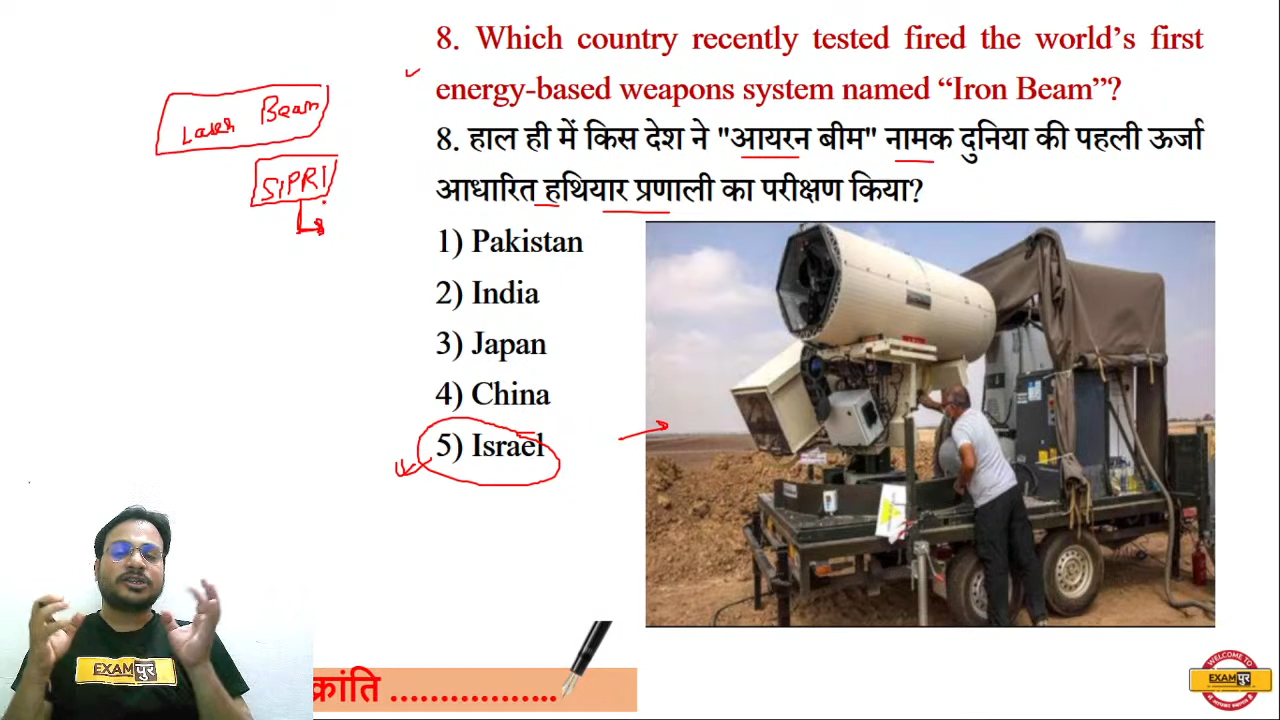 8. Which country recently tested fired the world's first
energy-based weapons system named "Iron Beam"?
8. हाल ही में किस देश ने "आयरन बीम" नामक दुनिया की पहली ऊर्जा
आधारित हथियार प्रणाली का परीक्षण किया?
1) Pakistan
2) India
3) Japan
4) China
5) Israel
Laser Beam
SIPRI
EXAMपुर
क्रांति ..................
WELCOME TO
EXAMपुर